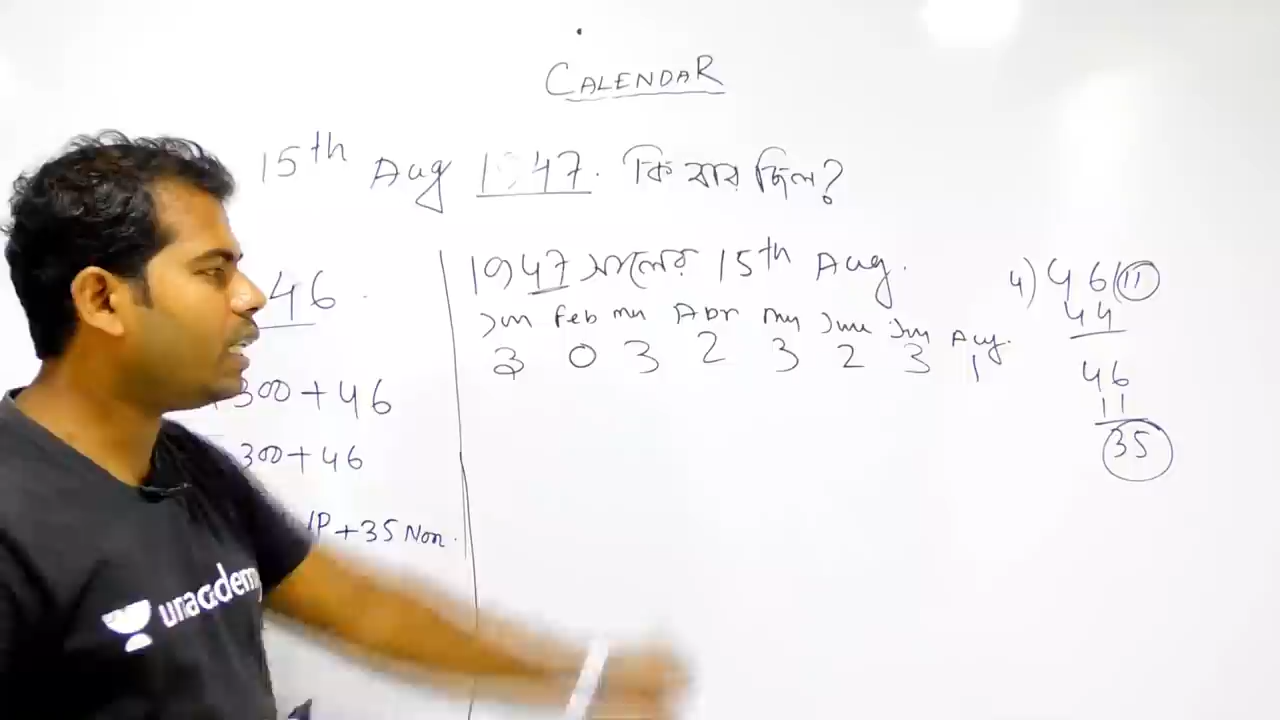 CALENDAR
15th Aug 1947. কি বার ছিল?
46
300+46
300+46
+35 Non.
1947 সালের 15th Aug.
Jan Feb Mar Apr May June July Aug.
3 0 3 2 3 2 3 1
4)46(11
44
46
11
35
unacademy